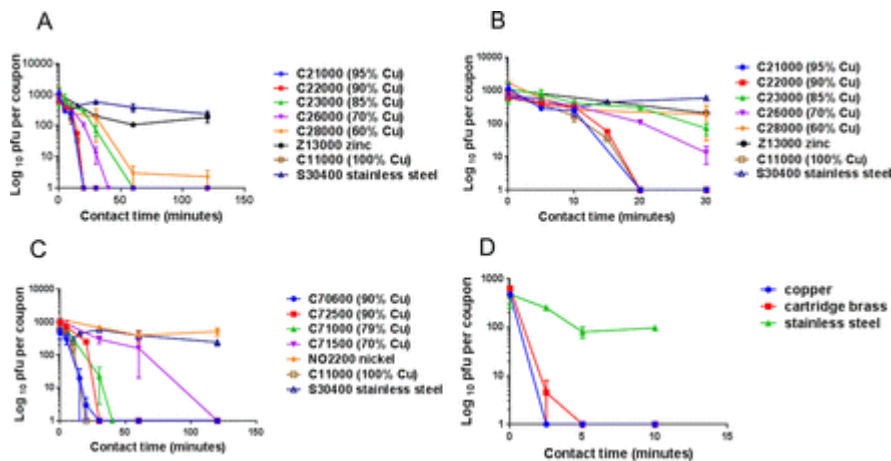 A
Log 10 pfu per coupon
10000
1000
100
10
1
0
50
100
150
Contact time (minutes)
C21000 (95% Cu)
C22000 (90% Cu)
C23000 (85% Cu)
C26000 (70% Cu)
C28000 (60% Cu)
Z13000 zinc
C11000 (100% Cu)
S30400 stainless steel
B
Log 10 pfu per coupon
10000
1000
100
10
1
0
10
20
30
Contact time (minutes)
C21000 (95% Cu)
C22000 (90% Cu)
C23000 (85% Cu)
C26000 (70% Cu)
C28000 (60% Cu)
Z13000 zinc
C11000 (100% Cu)
S30400 stainless steel
C
Log 10 pfu per coupon
10000
1000
100
10
1
0
50
100
150
Contact time (minutes)
C70600 (90% Cu)
C72500 (90% Cu)
C71000 (79% Cu)
C71500 (70% Cu)
NO2200 nickel
C11000 (100% Cu)
S30400 stainless steel
D
Log 10 pfu per coupon
1000
100
10
1
0
5
10
15
Contact time (minutes)
copper
cartridge brass
stainless steel